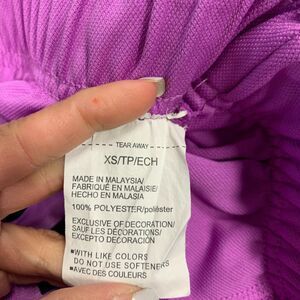 TEAR AWAY
XS/TP/ECH
MADE IN MALAYSIA/
FABRIQUÉ EN MALAISIE/
HECHO EN MALASIA
100% POLYESTER/poliéster
EXCLUSIVE OF DECORATION/
SAUF LES DÉCORATIONS/
EXCEPTO DECORACIÓN
■WITH LIKE COLORS
DO NOT USE SOFTENERS
■AVEC DES COULEURS